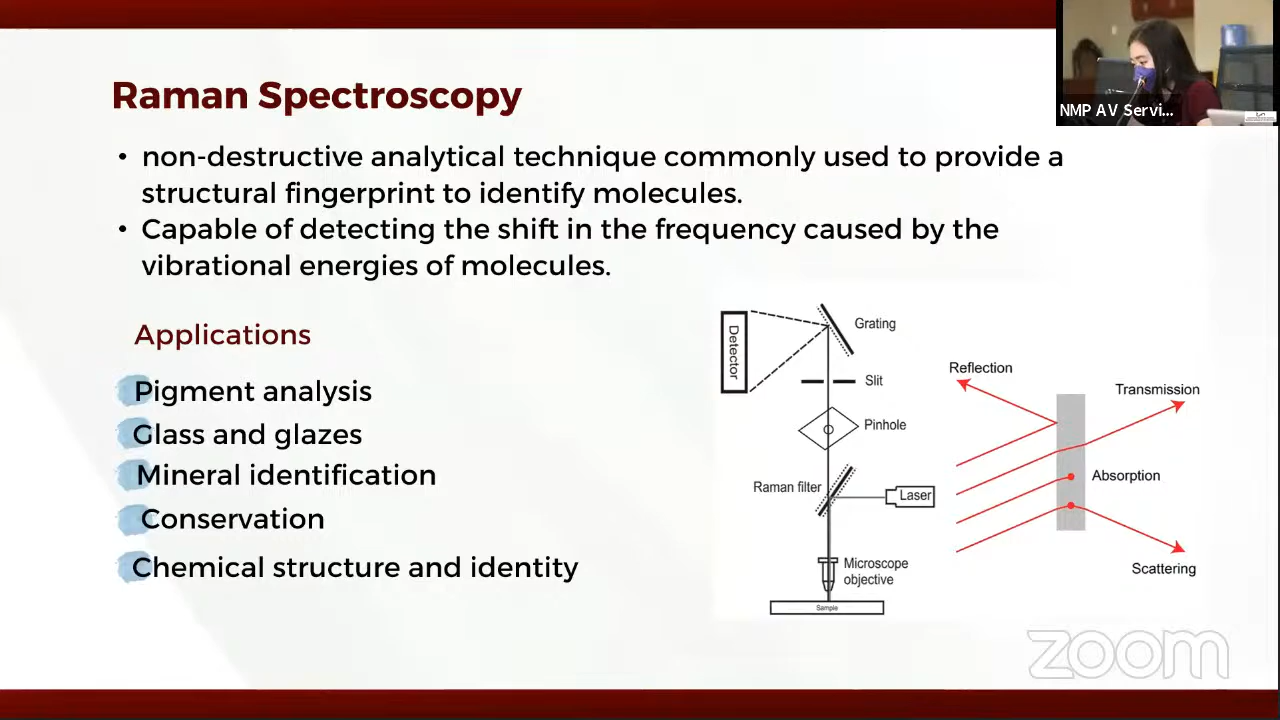 Raman Spectroscopy
NMP AV Servi...
• non-destructive analytical technique commonly used to provide a
structural fingerprint to identify molecules.
• Capable of detecting the shift in the frequency caused by the
vibrational energies of molecules.
Applications
Pigment analysis
Glass and glazes
Mineral identification
Conservation
Chemical structure and identity
Detector
Grating
Slit
Pinhole
Raman filter
Laser
Microscope
objective
Sample
Reflection
Transmission
Absorption
Scattering
zoom